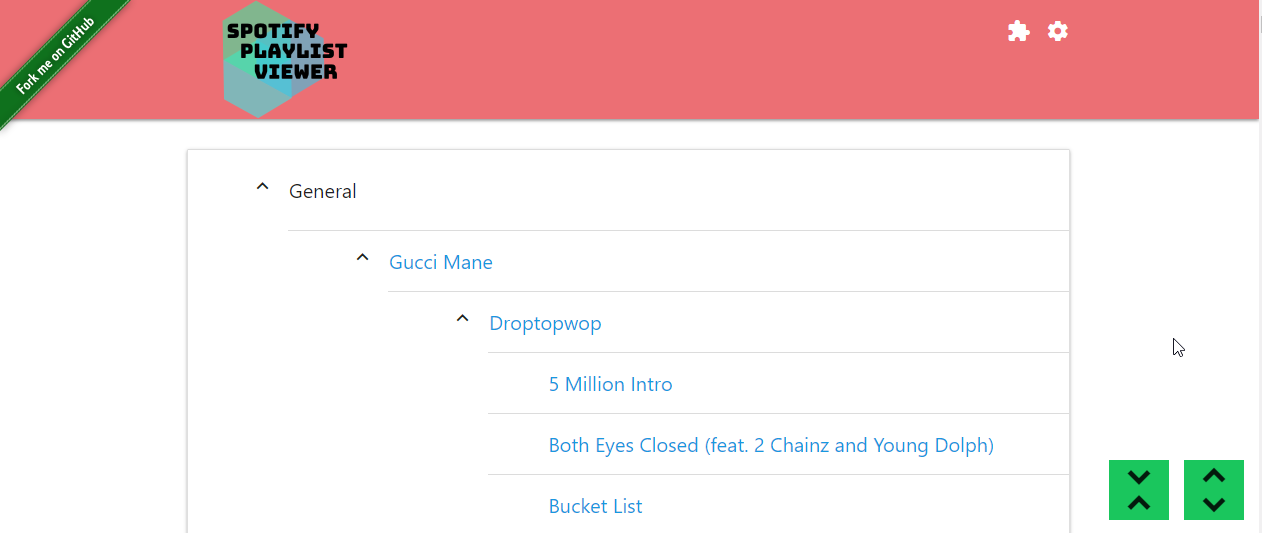 Fork me on GitHub
SPOTIFY
PLAYLIST
VIEWER
General
Gucci Mane
Droptopwop
5 Million Intro
Both Eyes Closed (feat. 2 Chainz and Young Dolph)
Bucket List